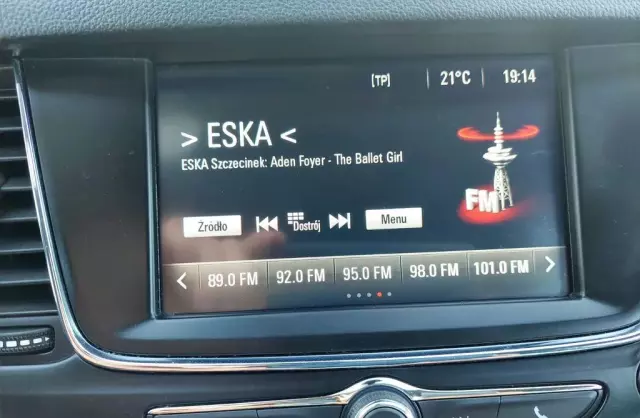 [TP] 21°C 19:14
> ESKA <
ESKA Szczecinek: Aden Foyer - The Ballet Girl
FM
Źródło Dostrój Menu
89.0 FM 92.0 FM 95.0 FM 98.0 FM 101.0 FM